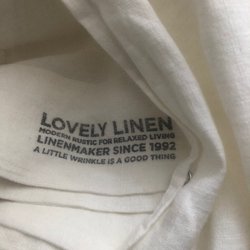 LOVELY LINEN
MODERN RUSTIC FOR RELAXED LIVING
LINENMAKER SINCE 1992
A LITTLE WRINKLE IS A GOOD THING